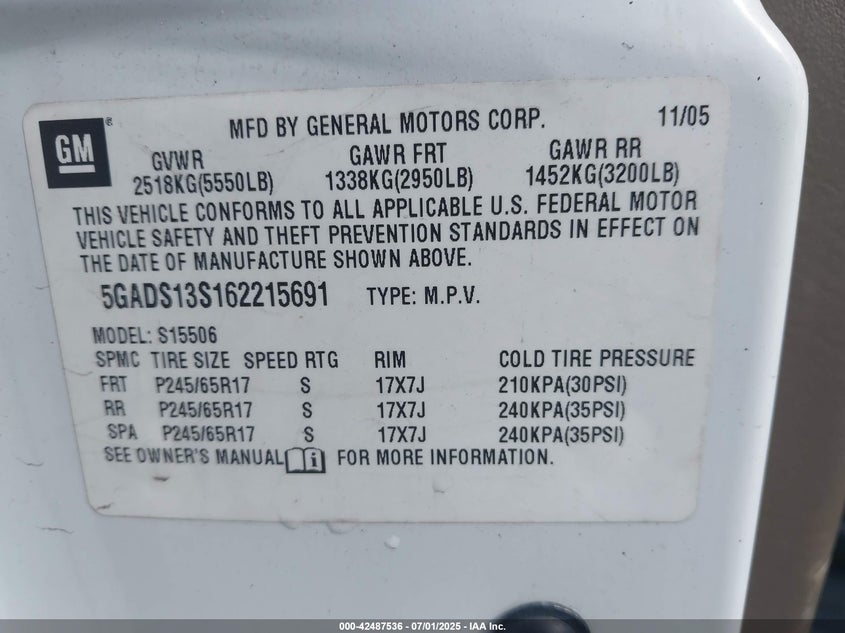 GM
MFD BY GENERAL MOTORS CORP. 11/05
GVWR GAWR FRT GAWR RR
2518KG(5550LB) 1338KG(2950LB) 1452KG(3200LB)
THIS VEHICLE CONFORMS TO ALL APPLICABLE U.S. FEDERAL MOTOR
VEHICLE SAFETY AND THEFT PREVENTION STANDARDS IN EFFECT ON
THE DATE OF MANUFACTURE SHOWN ABOVE.
5GADS13S162215691 TYPE: M.P.V.
MODEL: S15506
SPMC TIRE SIZE SPEED RTG RIM COLD TIRE PRESSURE
FRT P245/65R17 S 17X7J 210KPA(30PSI)
RR P245/65R17 S 17X7J 240KPA(35PSI)
SPA P245/65R17 S 17X7J 240KPA(35PSI)
SEE OWNER'S MANUAL i FOR MORE INFORMATION.
000-42487536 - 07/01/2025 - IAA Inc.